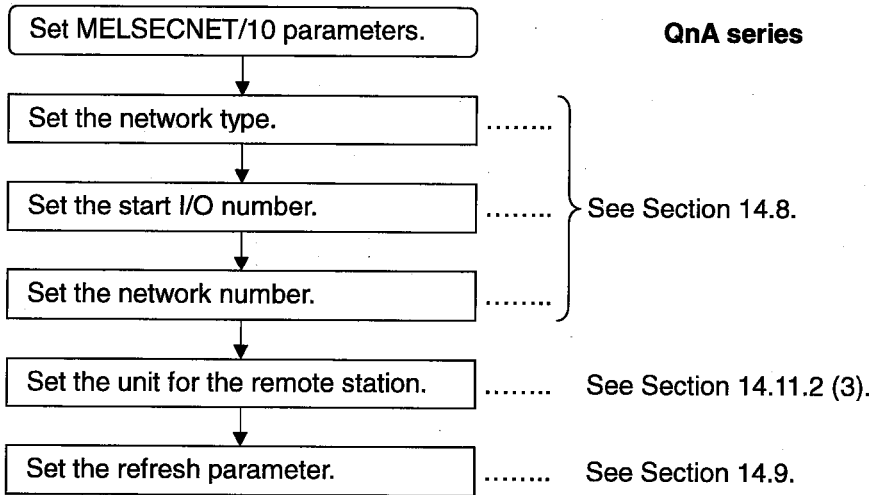 Set MELSECNET/10 parameters.
QnA series
Set the network type. ........
Set the start I/O number. ........ See Section 14.8.
Set the network number. ........
Set the unit for the remote station. ........ See Section 14.11.2 (3).
Set the refresh parameter. ........ See Section 14.9.